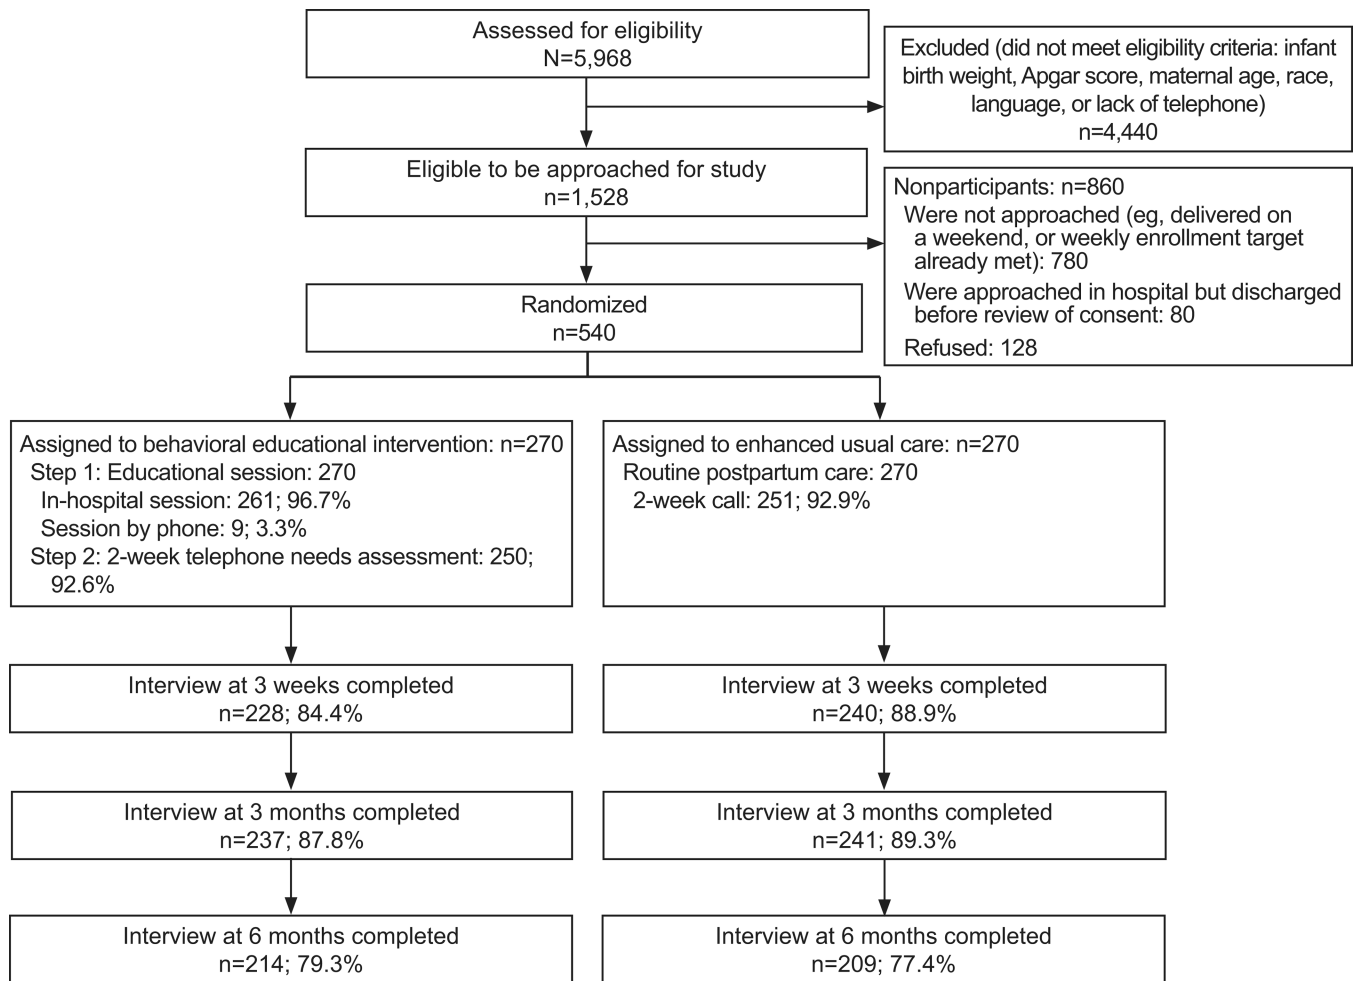 Assessed for eligibility
N=5,968
Excluded (did not meet eligibility criteria: infant
birth weight, Apgar score, maternal age, race,
language, or lack of telephone)
n=4,440
Eligible to be approached for study
n=1,528
Nonparticipants: n=860
Were not approached (eg, delivered on
a weekend, or weekly enrollment target
already met): 780
Were approached in hospital but discharged
before review of consent: 80
Refused: 128
Randomized
n=540
Assigned to behavioral educational intervention: n=270
Step 1: Educational session: 270
In-hospital session: 261; 96.7%
Session by phone: 9; 3.3%
Step 2: 2-week telephone needs assessment: 250;
92.6%
Assigned to enhanced usual care: n=270
Routine postpartum care: 270
2-week call: 251; 92.9%
Interview at 3 weeks completed
n=228; 84.4%
Interview at 3 weeks completed
n=240; 88.9%
Interview at 3 months completed
n=237; 87.8%
Interview at 3 months completed
n=241; 89.3%
Interview at 6 months completed
n=214; 79.3%
Interview at 6 months completed
n=209; 77.4%